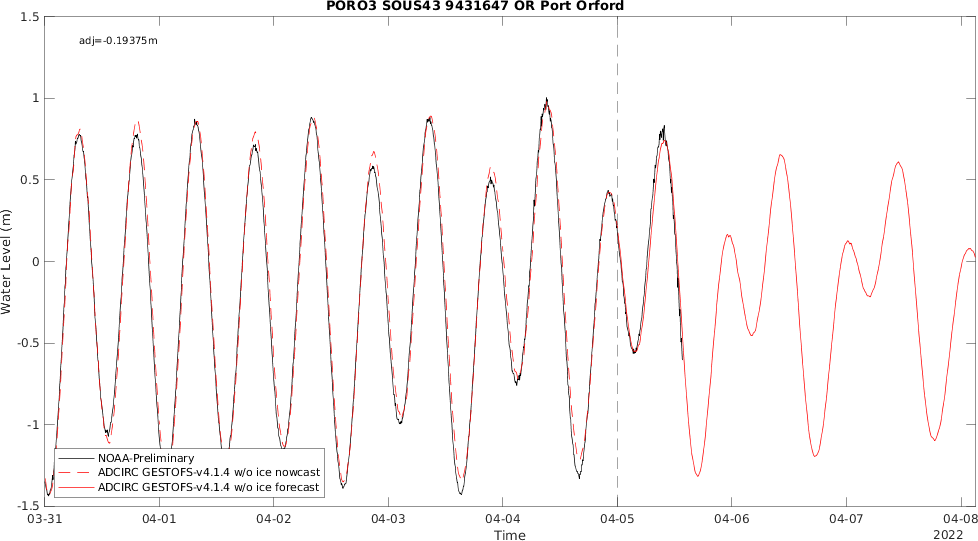 PORO3 SOUS43 9431647 OR Port Orford
adj=-0.19375m
1.5
1
0.5
0
-0.5
-1
-1.5
Water Level (m)
NOAA-Preliminary
ADCIRC GESTOFS-v4.1.4 w/o ice nowcast
ADCIRC GESTOFS-v4.1.4 w/o ice forecast
03-31 04-01 04-02 04-03 04-04 04-05 04-06 04-07 04-08
Time
2022